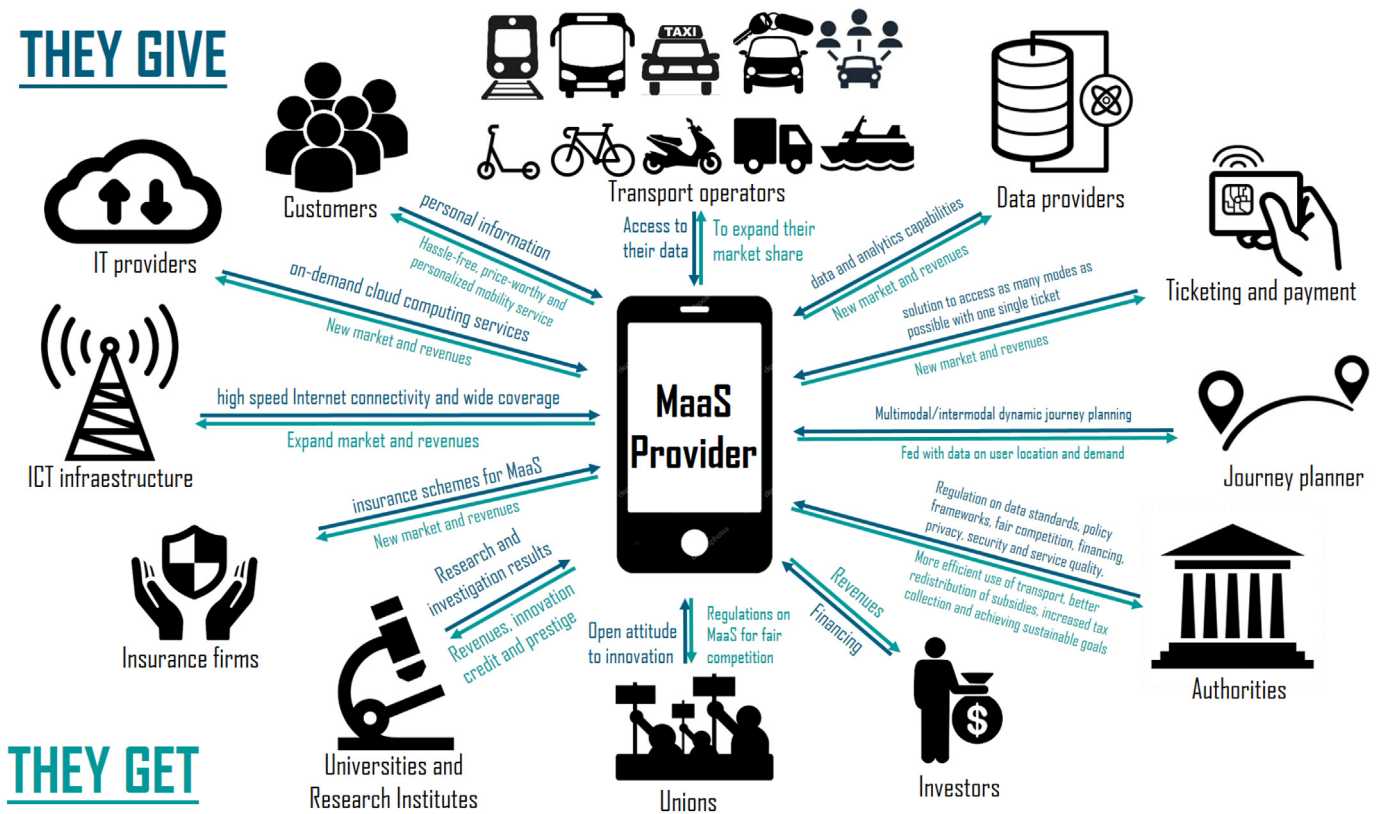 THEY GIVE
TAXI
Customers
Transport operators
Data providers
IT providers
Ticketing and payment
personal information
Hassle-free, price-worthy and
personalized mobility service
Access to
their data
To expand their
market share
data and analytics capabilities
New market and revenues
on-demand cloud computing services
New market and revenues
solution to access as many modes as
possible with one single ticket
New market and revenues
ICT infraestructure
high speed Internet connectivity and wide coverage
Expand market and revenues
MaaS
Provider
Multimodal/intermodal dynamic journey planning
Fed with data on user location and demand
Journey planner
insurance schemes for MaaS
New market and revenues
Insurance firms
Regulation on data standards, policy
frameworks, fair competition, financing,
privacy, security and service quality.
More efficient use of transport, better
redistribution of subsidies, increased tax
collection and achieving sustainable goals
Authorities
Research and
investigation results
Revenues, innovation
credit and prestige
Universities and
Research Institutes
Open attitude
to innovation
Regulations on
MaaS for fair
competition
Unions
Revenues
Financing
$
Investors
THEY GET